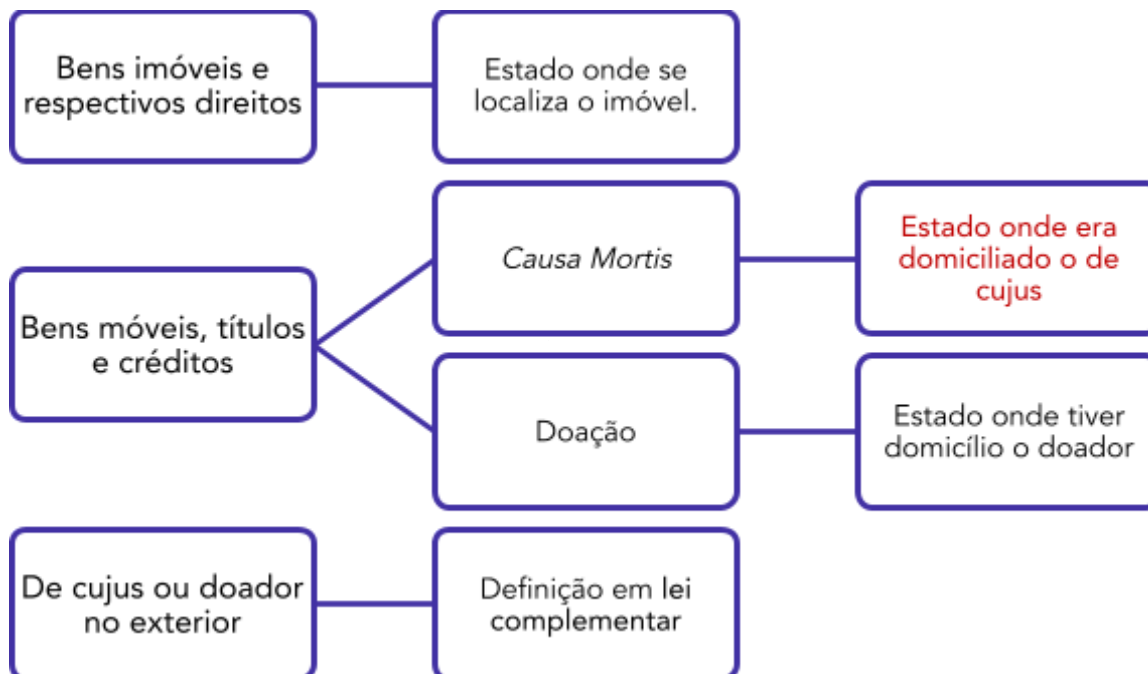 Bens imóveis e
respectivos direitos
Estado onde se
localiza o imóvel.
Bens móveis, títulos
e créditos
Causa Mortis
Estado onde era
domiciliado o de
cujus
Doação
Estado onde tiver
domicílio o doador
De cujus ou doador
no exterior
Definição em lei
complementar